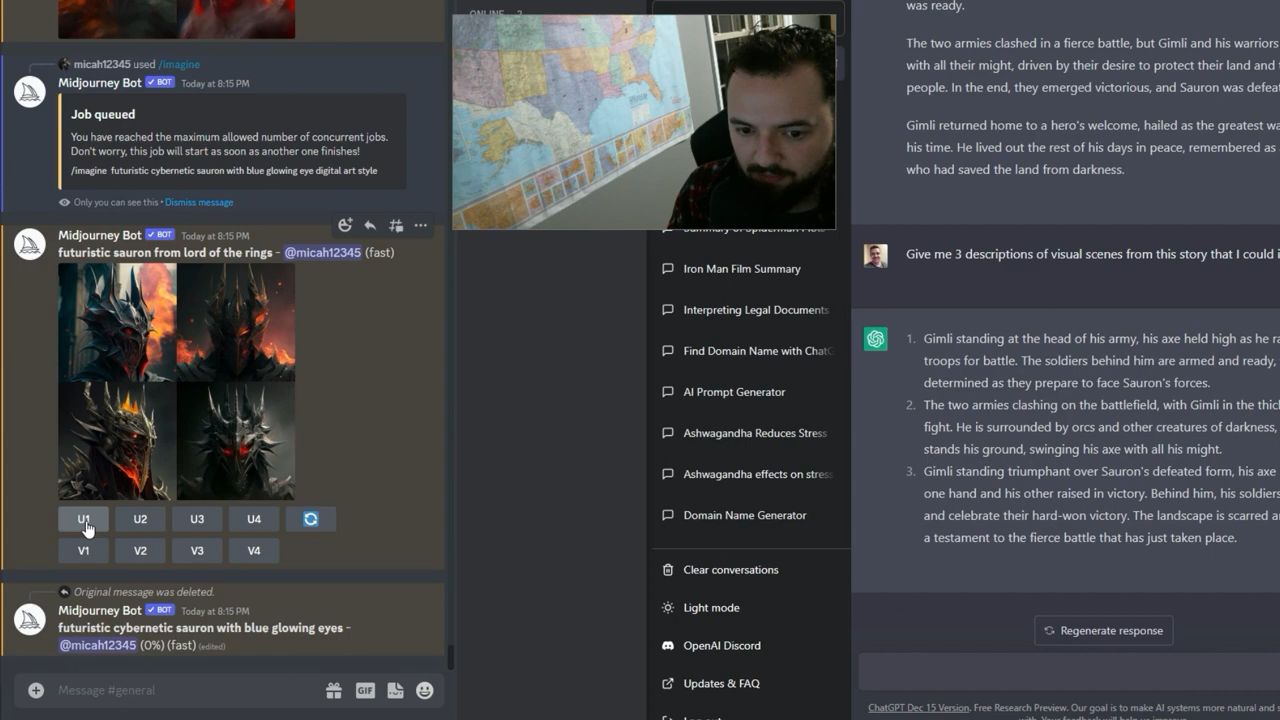 ONLINE - 2
micah12345 used /imagine
Midjourney Bot ✓ BOT Today at 8:15 PM
Job queued
You have reached the maximum allowed number of concurrent jobs.
Don't worry, this job will start as soon as another one finishes!
/imagine futuristic cybernetic sauron with blue glowing eye digital art style
Only you can see this • Dismiss message
Midjourney Bot ✓ BOT Today at 8:15 PM
futuristic sauron from lord of the rings - @micah12345 (fast)
U1 U2 U3 U4
V1 V2 V3 V4
Original message was deleted.
Midjourney Bot ✓ BOT Today at 8:15 PM
futuristic cybernetic sauron with blue glowing eyes -
@micah12345 (0%) (fast) (edited)
Message #general
GIF
Iron Man Film Summary
Interpreting Legal Documents
Find Domain Name with ChatG
AI Prompt Generator
Ashwagandha Reduces Stress
Ashwagandha effects on stress
Domain Name Generator
Clear conversations
Light mode
OpenAI Discord
Updates & FAQ
was ready.
The two armies clashed in a fierce battle, but Gimli and his warriors
with all their might, driven by their desire to protect their land and
people. In the end, they emerged victorious, and Sauron was defea
Gimli returned home to a hero's welcome, hailed as the greatest wa
his time. He lived out the rest of his days in peace, remembered as
who had saved the land from darkness.
Give me 3 descriptions of visual scenes from this story that I could i
1. Gimli standing at the head of his army, his axe held high as he ra
troops for battle. The soldiers behind him are armed and ready,
determined as they prepare to face Sauron's forces.
2. The two armies clashing on the battlefield, with Gimli in the thic
fight. He is surrounded by orcs and other creatures of darkness,
stands his ground, swinging his axe with all his might.
3. Gimli standing triumphant over Sauron's defeated form, his axe
one hand and his other raised in victory. Behind him, his soldiers
and celebrate their hard-won victory. The landscape is scarred a
a testament to the fierce battle that has just taken place.
Regenerate response
ChatGPT Dec 15 Version. Free Research Preview. Our goal is to make AI systems more natural and s